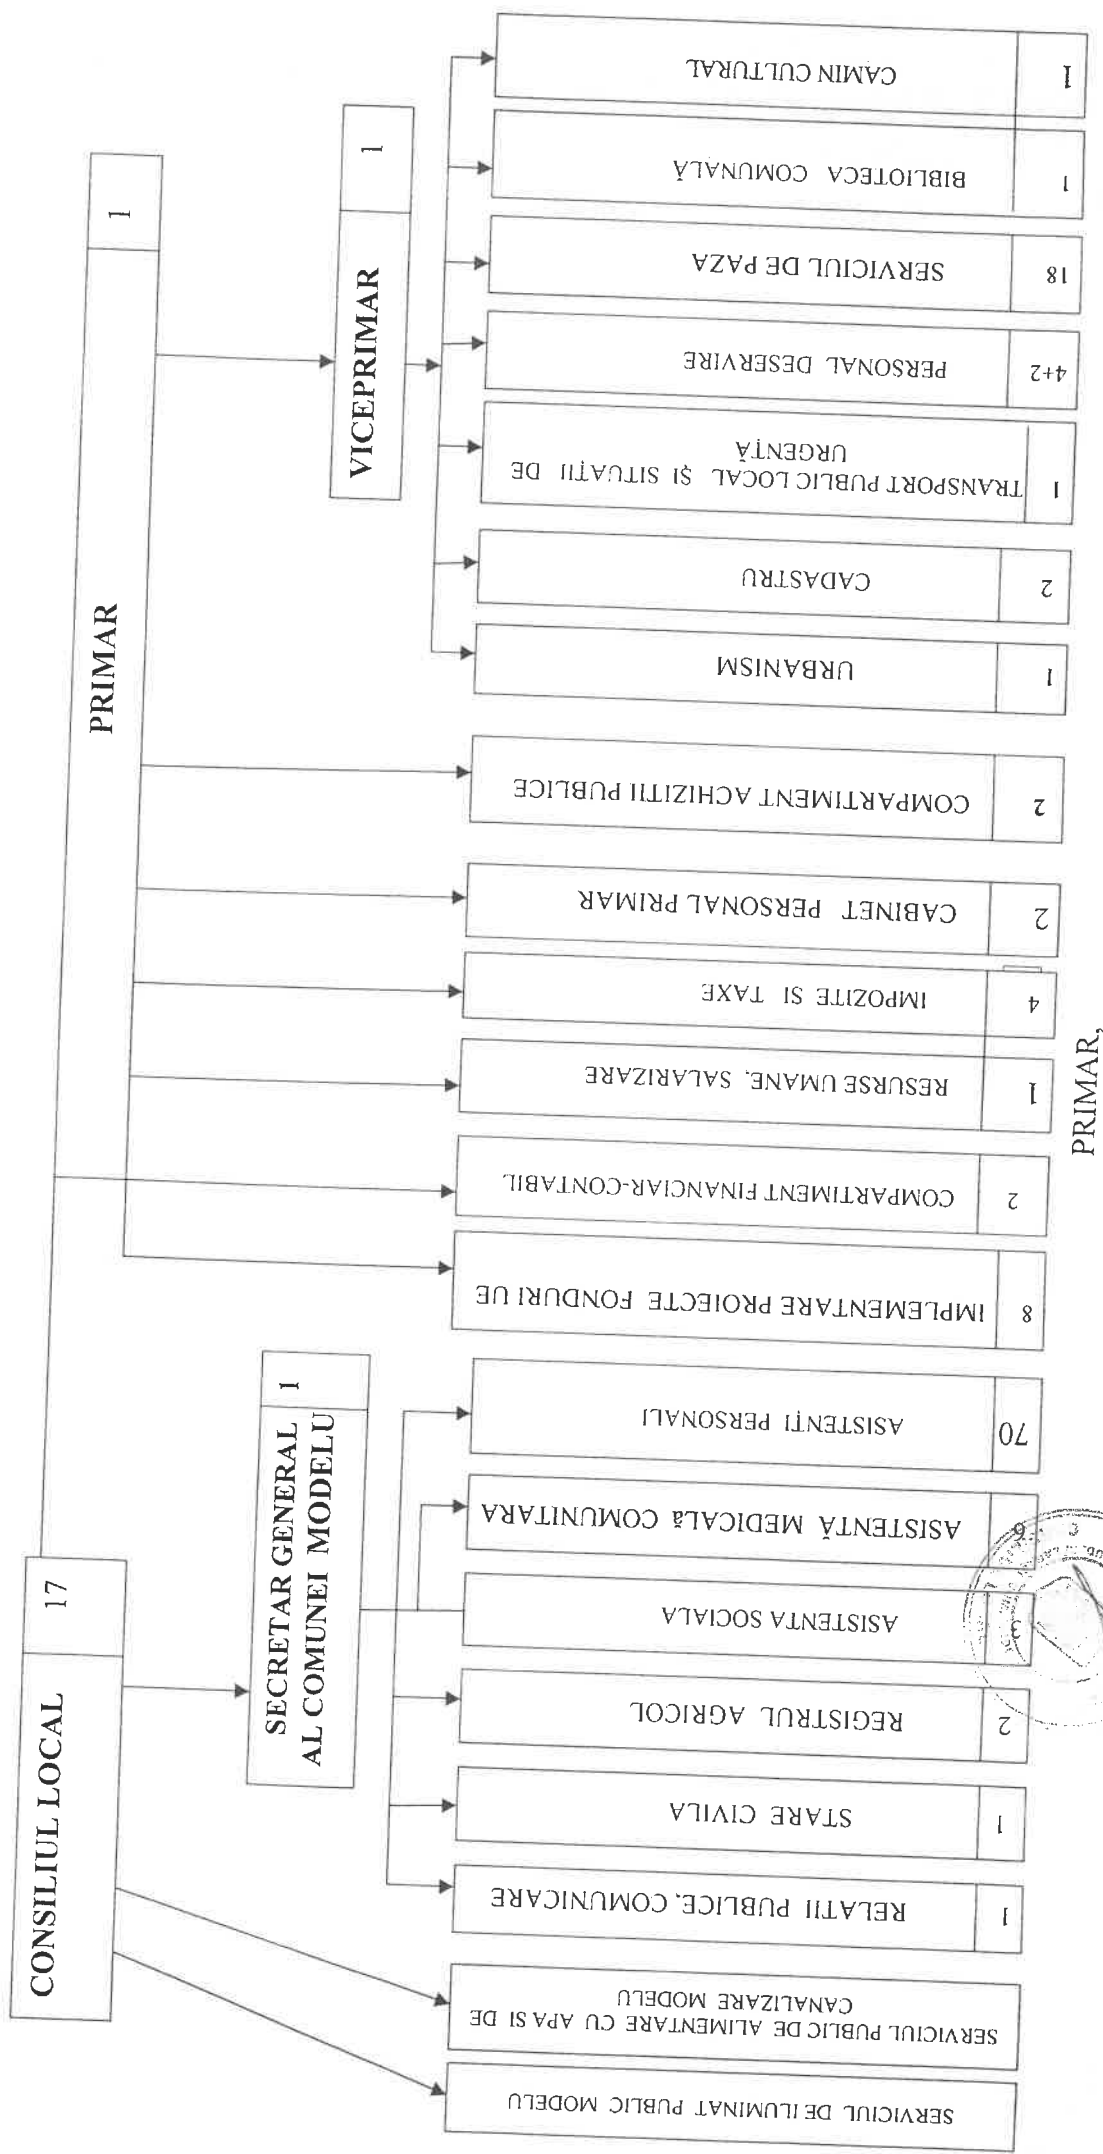 CONSILIUL LOCAL
17
PRIMAR
1
SECRETAR GENERAL
AL COMUNEI MODELU
1
VICEPRIMAR
1
SERVICIUL DE ILUMINAT PUBLIC MODELU
SERVICIUL PUBLIC DE ALIMENTARE CU APA SI DE
CANALIZARE MODELU
RELATII PUBLICE, COMUNICARE
1
STARE CIVILA
1
REGISTRUL AGRICOL
2
ASISTENTA SOCIALA
3
ASISTENTĂ MEDICALă COMUNITARA
6
ASISTENŢI PERSONALI
70
IMPLEMENTARE PROIECTE FONDURI UE
8
COMPARTIMENT FINANCIAR-CONTABIL
2
RESURSE UMANE, SALARIZARE
1
IMPOZITE SI TAXE
4
CABINET PERSONAL PRIMAR
2
COMPARTIMENT ACHIZITII PUBLICE
2
URBANISM
1
CADASTRU
2
TRANSPORT PUBLIC LOCAL ŞI SITUAŢII DE
URGENŢĂ
1
PERSONAL DESERVIRE
4+2
SERVICIUL DE PAZA
18
BIBLIOTECA COMUNALĂ
1
CAMIN CULTURAL
1
PRIMAR,